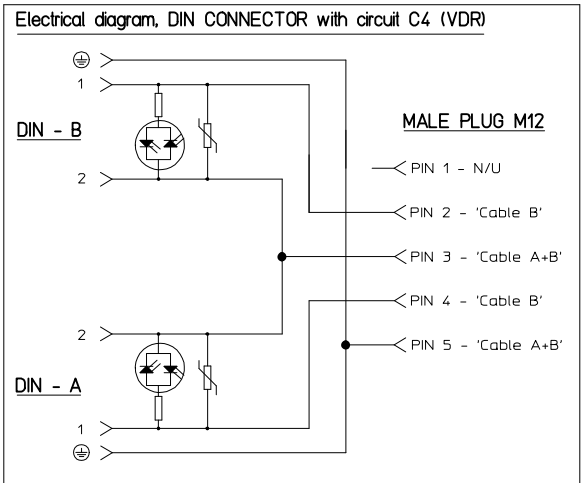 Electrical diagram, DIN CONNECTOR with circuit C4 (VDR)
1
DIN - B
2
MALE PLUG M12
PIN 1 - N/U
PIN 2 - 'Cable B'
PIN 3 - 'Cable A+B'
PIN 4 - 'Cable B'
PIN 5 - 'Cable A+B'
2
DIN - A
1